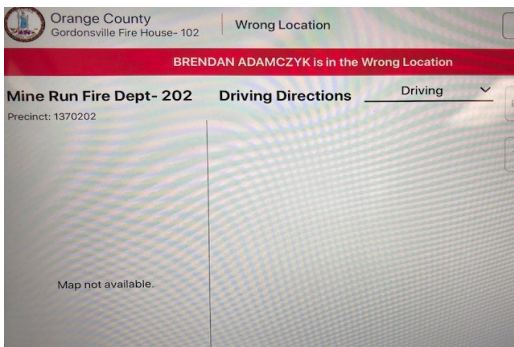 Orange County
Gordonsville Fire House- 102
Wrong Location
BRENDAN ADAMCZYK is in the Wrong Location
Mine Run Fire Dept- 202
Driving Directions
Driving
Precinct: 1370202
Map not available.